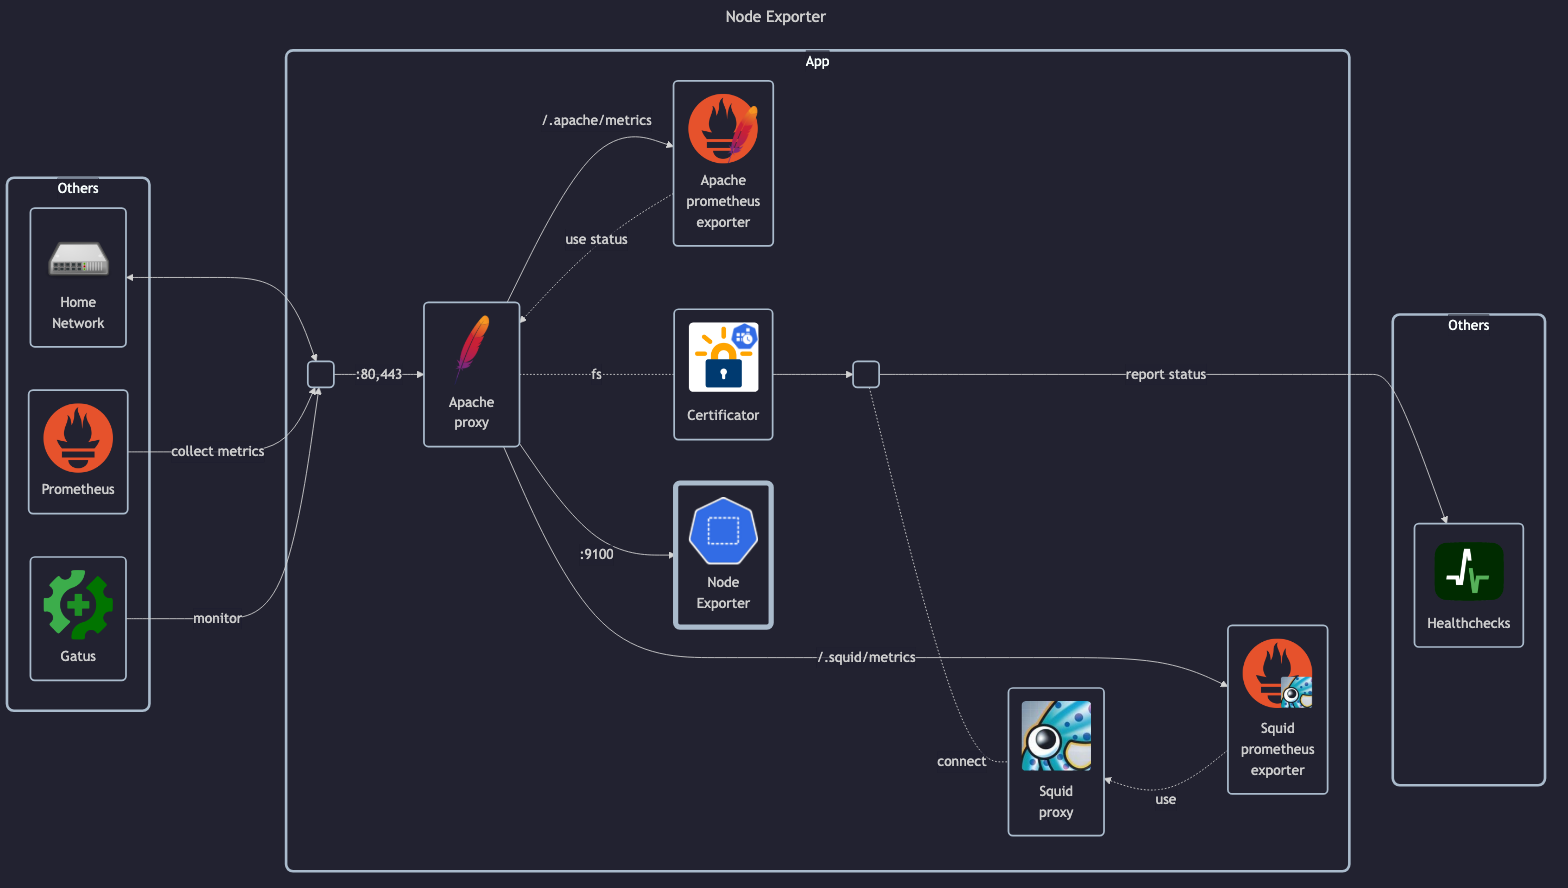 Node Exporter
App
Others
Home
Network
Prometheus
Gatus
collect metrics
monitor
:80,443
Apache
proxy
/.apache/metrics
use status
fs
:9100
/.squid/metrics
Apache
prometheus
exporter
Certificator
Node
Exporter
report status
connect
Squid
proxy
use
Squid
prometheus
exporter
Others
Healthchecks